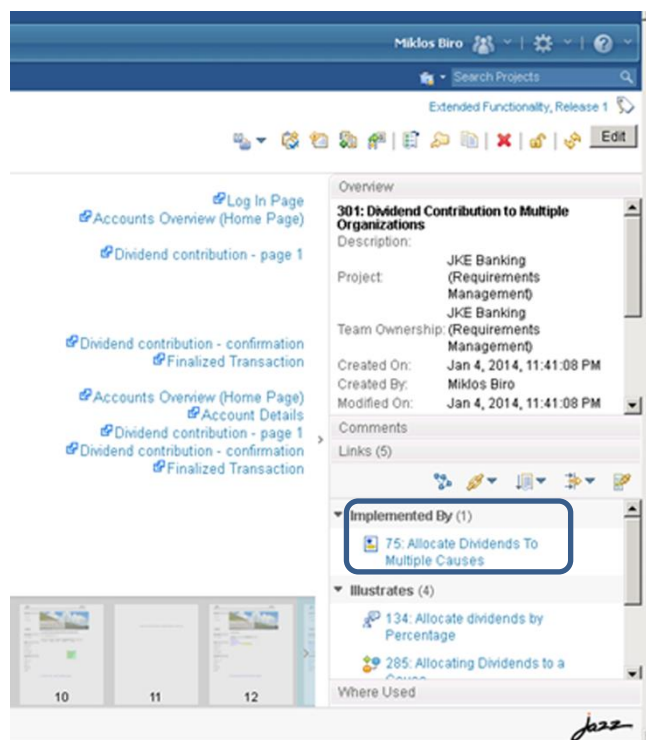 Miklos Biro
Search Projects
Extended Functionality, Release 1
Edit
Log In Page
Accounts Overview (Home Page)
Dividend contribution - page 1
Dividend contribution - confirmation
Finalized Transaction
Accounts Overview (Home Page)
Account Details
Dividend contribution - page 1
Dividend contribution - confirmation
Finalized Transaction
10
11
12
Overview
301: Dividend Contribution to Multiple
Organizations
Description:
JKE Banking
Project: (Requirements
Management)
JKE Banking
Team Ownership: (Requirements
Management)
Created On: Jan 4, 2014, 11:41:08 PM
Created By: Miklos Biro
Modified On: Jan 4, 2014, 11:41:08 PM
Comments
Links (5)
Implemented By (1)
75: Allocate Dividends To
Multiple Causes
Illustrates (4)
134: Allocate dividends by
Percentage
285: Allocating Dividends to a
Where Used
jazz